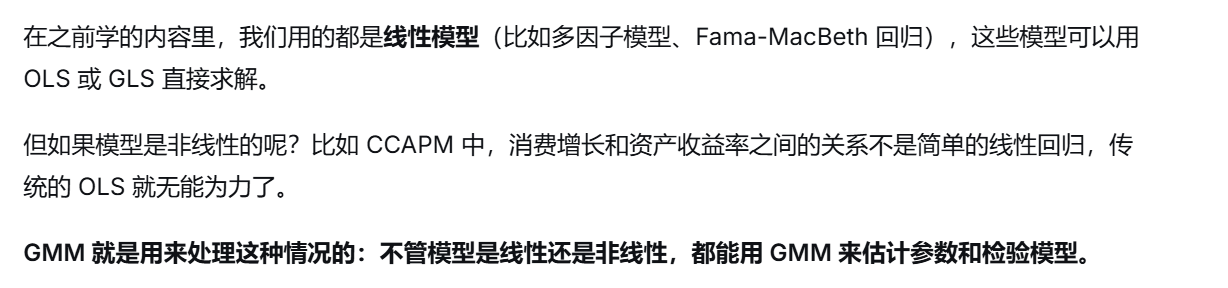 在之前学的内容里，我们用的都是线性模型（比如多因子模型、Fama-MacBeth 回归），这些模型可以用
OLS 或 GLS 直接求解。
但如果模型是非线性的呢？比如 CCAPM 中，消费增长和资产收益率之间的关系不是简单的线性回归，传
统的 OLS 就无能为力了。
GMM 就是用来处理这种情况的：不管模型是线性还是非线性，都能用 GMM 来估计参数和检验模型。